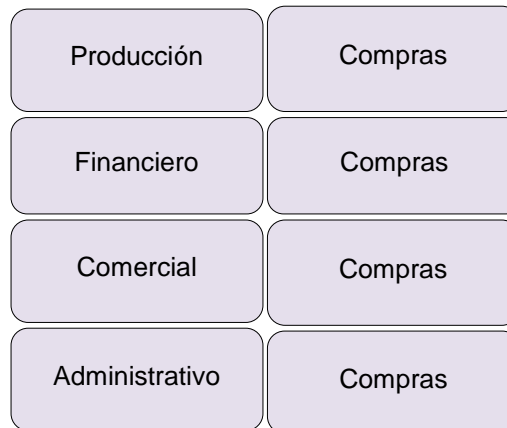 Producción Compras
Financiero Compras
Comercial Compras
Administrativo Compras